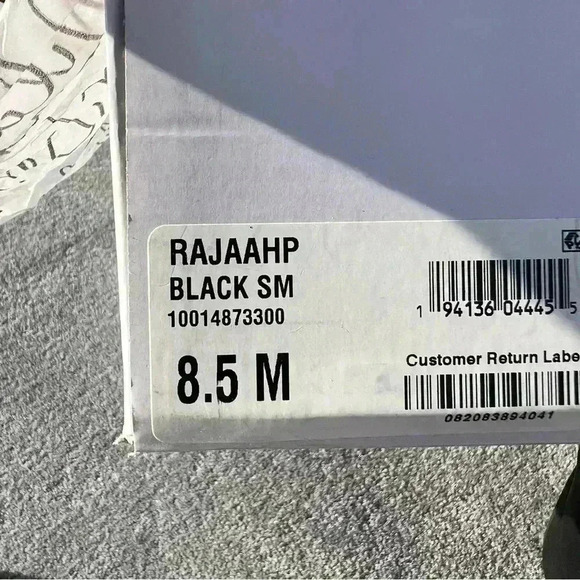 RAJAAHP
BLACK SM
10014873300
8.5 M
1 94136 04445 5
Customer Return Labe
082083894041